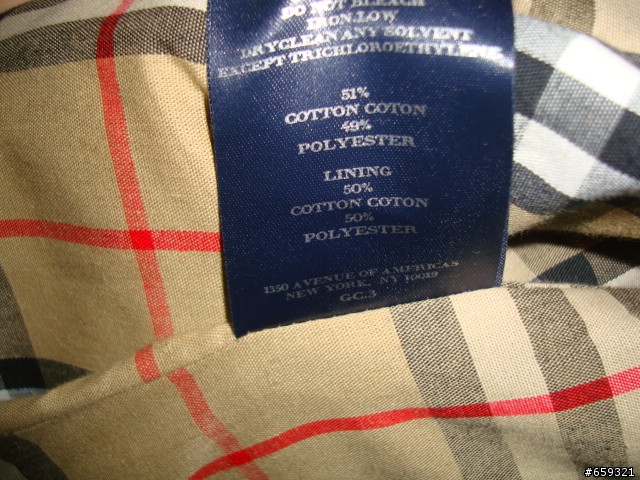 DO NOT BLEACH
IRON.LOW
DRYCLEAN ANY SOLVENT
EXCEPT TRICHLOROETHYLENE
51%
COTTON COTON
49%
POLYESTER
LINING
50%
COTTON COTON
50%
POLYESTER
1350 AVENUE OF AMERICAS
NEW YORK, NY 10019
GC.3
#659321